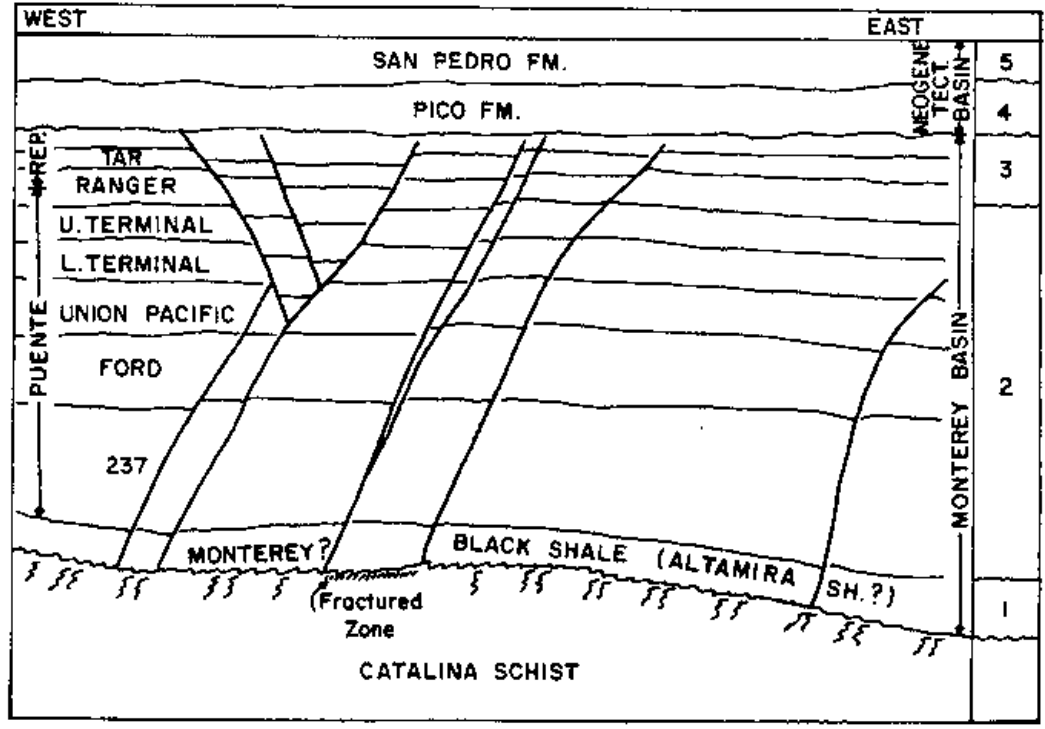 WEST
EAST
SAN PEDRO FM.
PICO FM.
NEOGENE
TECT.
BASIN
5
4
3
2
1
REP.
PUENTE
TAR
RANGER
U. TERMINAL
L. TERMINAL
UNION PACIFIC
FORD
237
MONTEREY BASIN
MONTEREY?
BLACK SHALE (ALTAMIRA SH.?)
(Fractured
Zone
CATALINA SCHIST